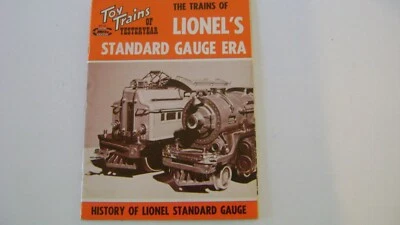 Toy
Trains
OF
YESTERYEAR
THE TRAINS OF
LIONEL'S
STANDARD GAUGE ERA
HISTORY OF LIONEL STANDARD GAUGE